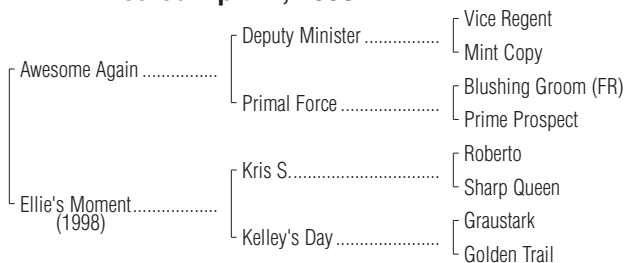 Vice Regent
Deputy Minister
Mint Copy
Awesome Again
Blushing Groom (FR)
Primal Force
Prime Prospect
Roberto
Kris S.
Sharp Queen
Ellie's Moment
(1998)
Graustark
Kelley's Day
Golden Trail